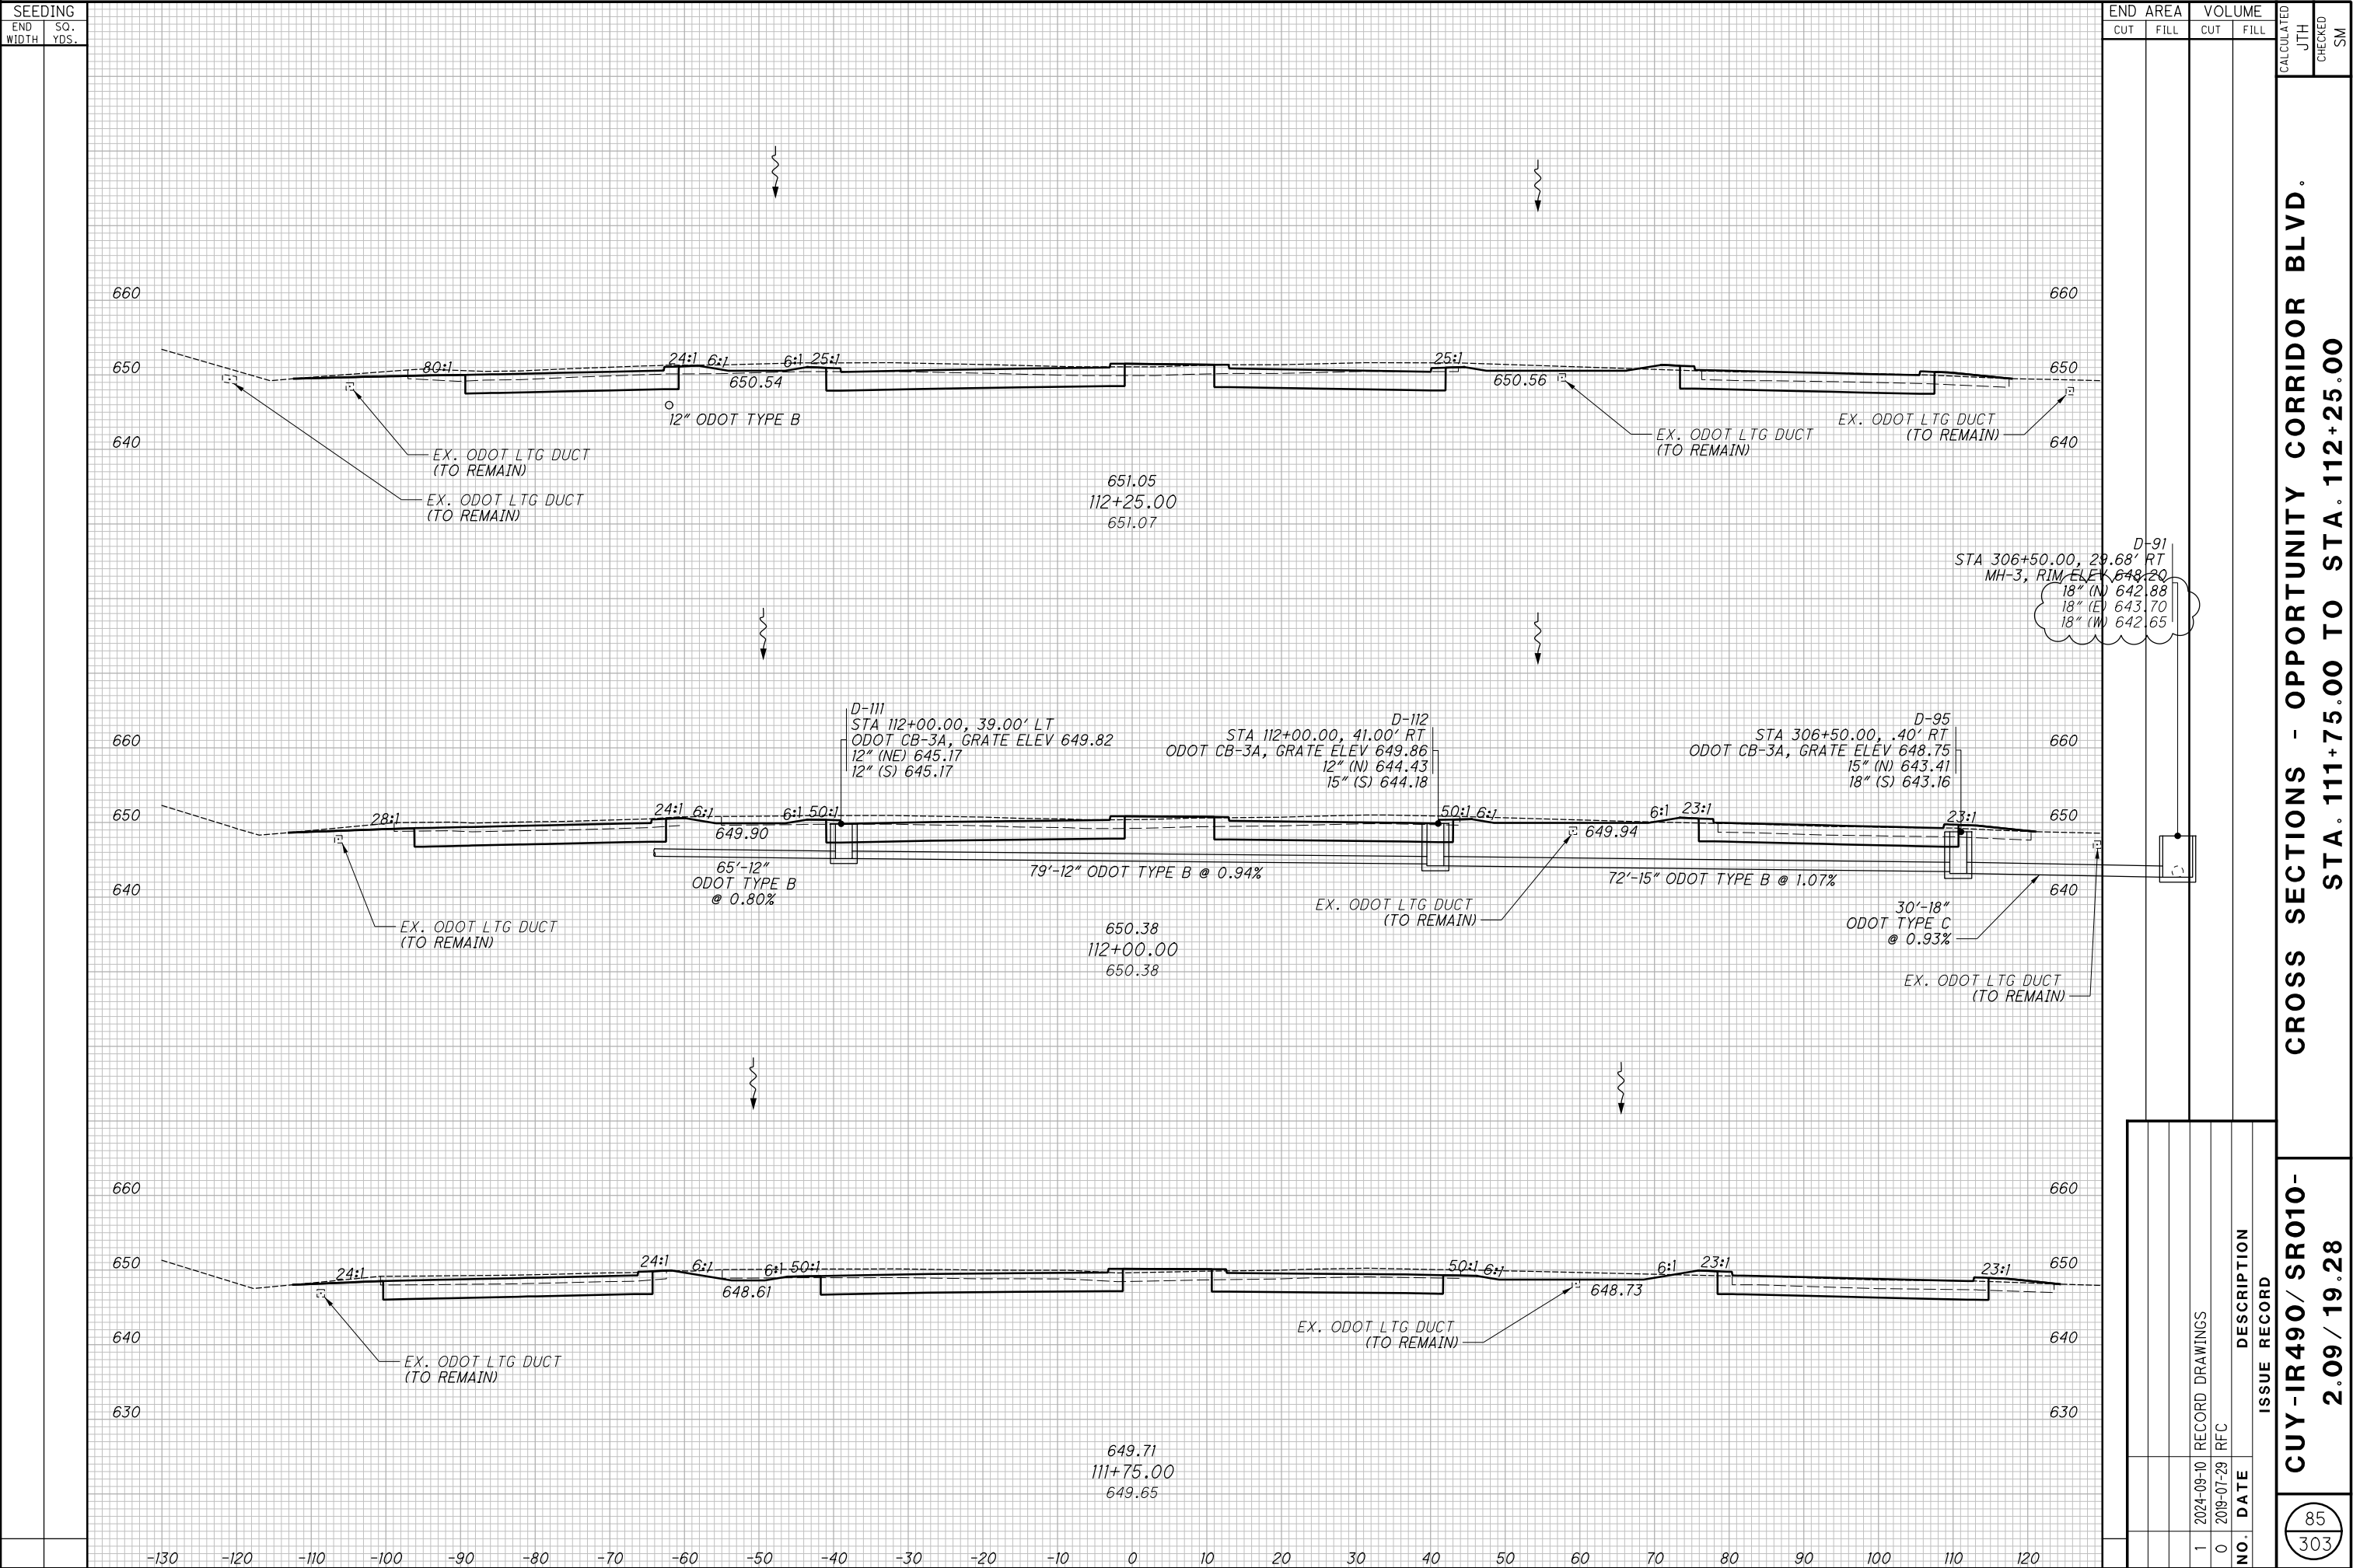 SEEDING
END WIDTH
SQ. YDS.
END AREA
VOLUME
CUT
FILL
CUT
FILL
CALCULATED
JTH
CHECKED
SM
660
660
650
80:1
24:1
6:1
6:1
25:1
25:1
650
650.54
650.56
12" ODOT TYPE B
640
640
EX. ODOT LTG DUCT
(TO REMAIN)
EX. ODOT LTG DUCT
(TO REMAIN)
EX. ODOT LTG DUCT
(TO REMAIN)
EX. ODOT LTG DUCT
(TO REMAIN)
651.05
112+25.00
651.07
D-91
STA 306+50.00, 29.68' RT
MH-3, RIM ELEV 648.20
18" (N) 642.88
18" (E) 643.70
18" (W) 642.65
D-111
STA 112+00.00, 39.00' LT
ODOT CB-3A, GRATE ELEV 649.82
12" (NE) 645.17
12" (S) 645.17
D-112
STA 112+00.00, 41.00' RT
ODOT CB-3A, GRATE ELEV 649.86
12" (N) 644.43
15" (S) 644.18
D-95
STA 306+50.00, .40' RT
ODOT CB-3A, GRATE ELEV 648.75
15" (N) 643.41
18" (S) 643.16
660
660
650
28:1
24:1
6:1
6:1
50:1
50:1
6:1
6:1
23:1
23:1
650
649.90
649.94
65'-12"
ODOT TYPE B
@ 0.80%
79'-12" ODOT TYPE B @ 0.94%
72'-15" ODOT TYPE B @ 1.07%
30'-18"
ODOT TYPE C
@ 0.93%
640
640
EX. ODOT LTG DUCT
(TO REMAIN)
EX. ODOT LTG DUCT
(TO REMAIN)
EX. ODOT LTG DUCT
(TO REMAIN)
650.38
112+00.00
650.38
660
660
650
24:1
24:1
6:1
6:1
50:1
50:1
6:1
6:1
23:1
23:1
650
648.61
648.73
640
640
EX. ODOT LTG DUCT
(TO REMAIN)
EX. ODOT LTG DUCT
(TO REMAIN)
630
630
649.71
111+75.00
649.65
-130 -120 -110 -100 -90 -80 -70 -60 -50 -40 -30 -20 -10 0 10 20 30 40 50 60 70 80 90 100 110 120
CROSS SECTIONS - OPPORTUNITY CORRIDOR BLVD.
STA. 111+75.00 TO STA. 112+25.00
1 2024-09-10 RECORD DRAWINGS
0 2019-07-29 RFC
NO. DATE DESCRIPTION
ISSUE RECORD
CUY-IR490/SR010-
2.09/19.28
85
303